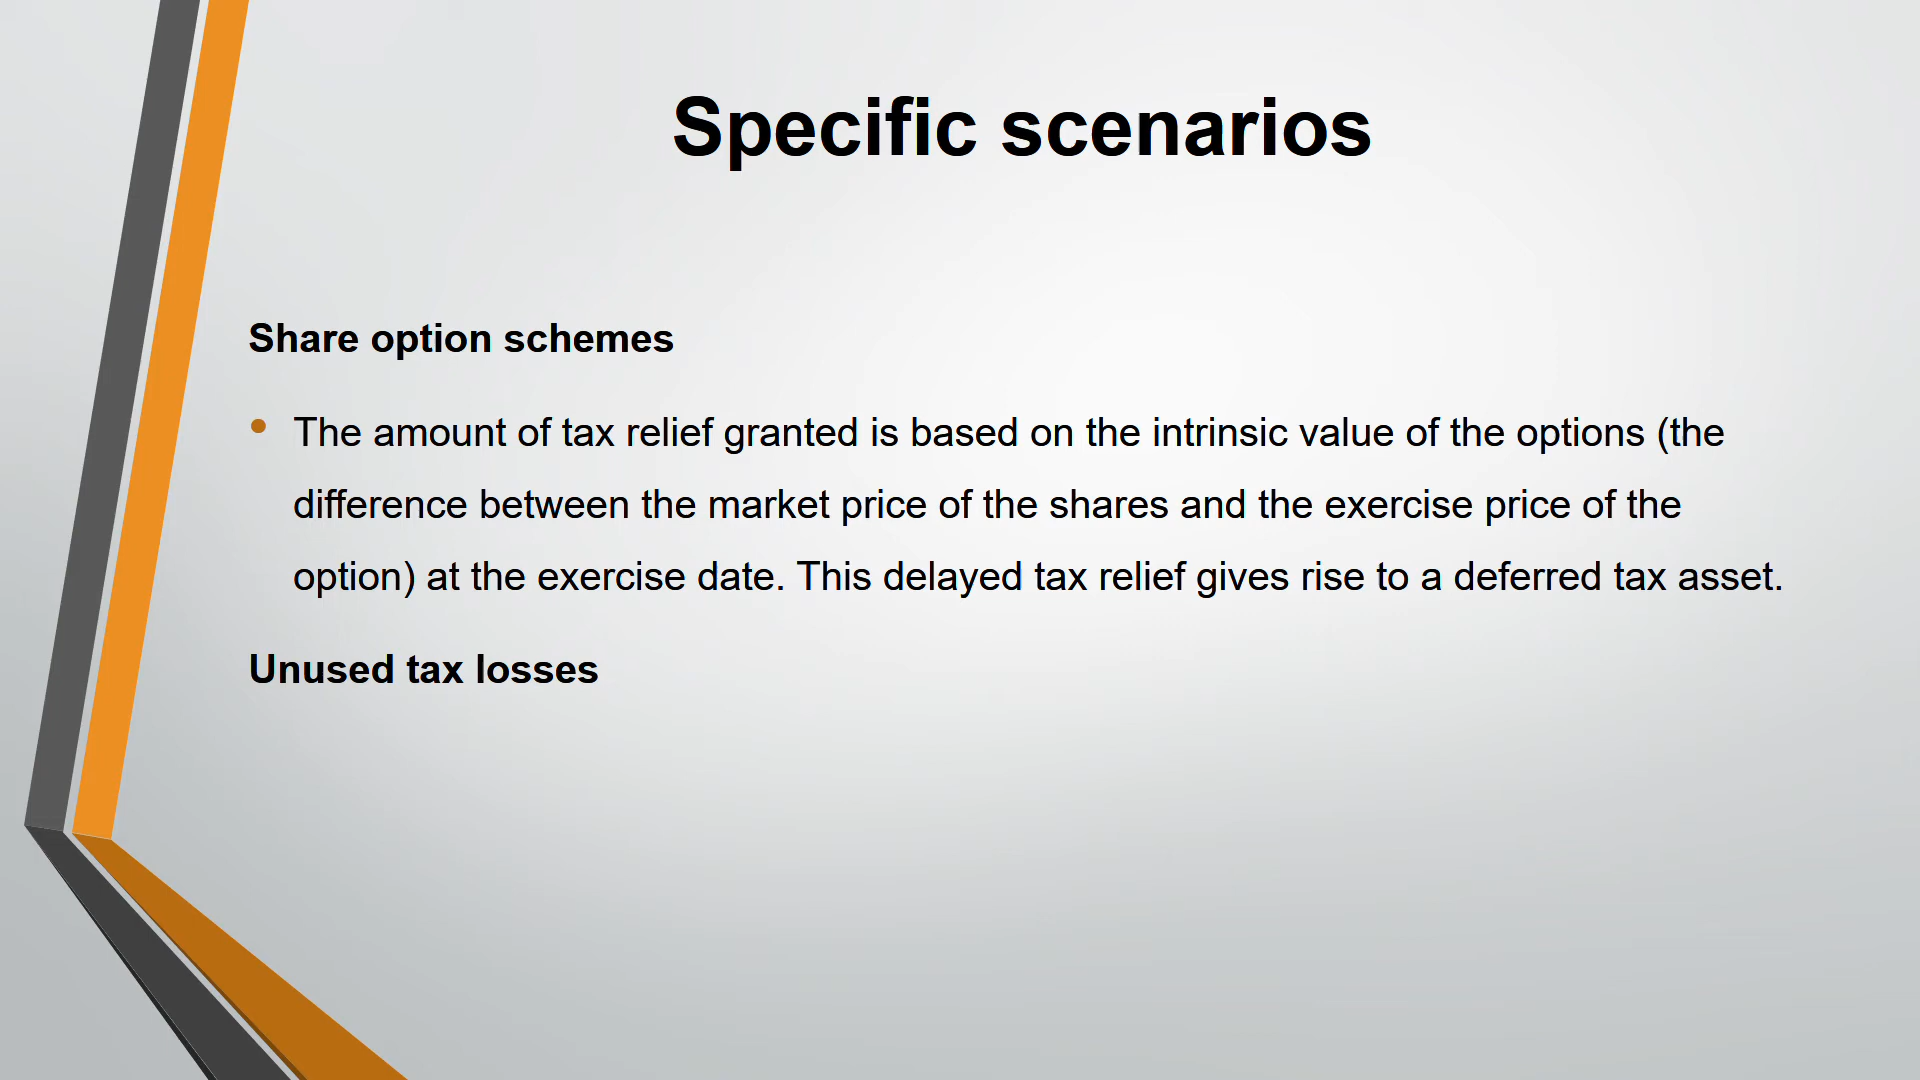 Specific scenarios
Share option schemes
• The amount of tax relief granted is based on the intrinsic value of the options (the
difference between the market price of the shares and the exercise price of the
option) at the exercise date. This delayed tax relief gives rise to a deferred tax asset.
Unused tax losses